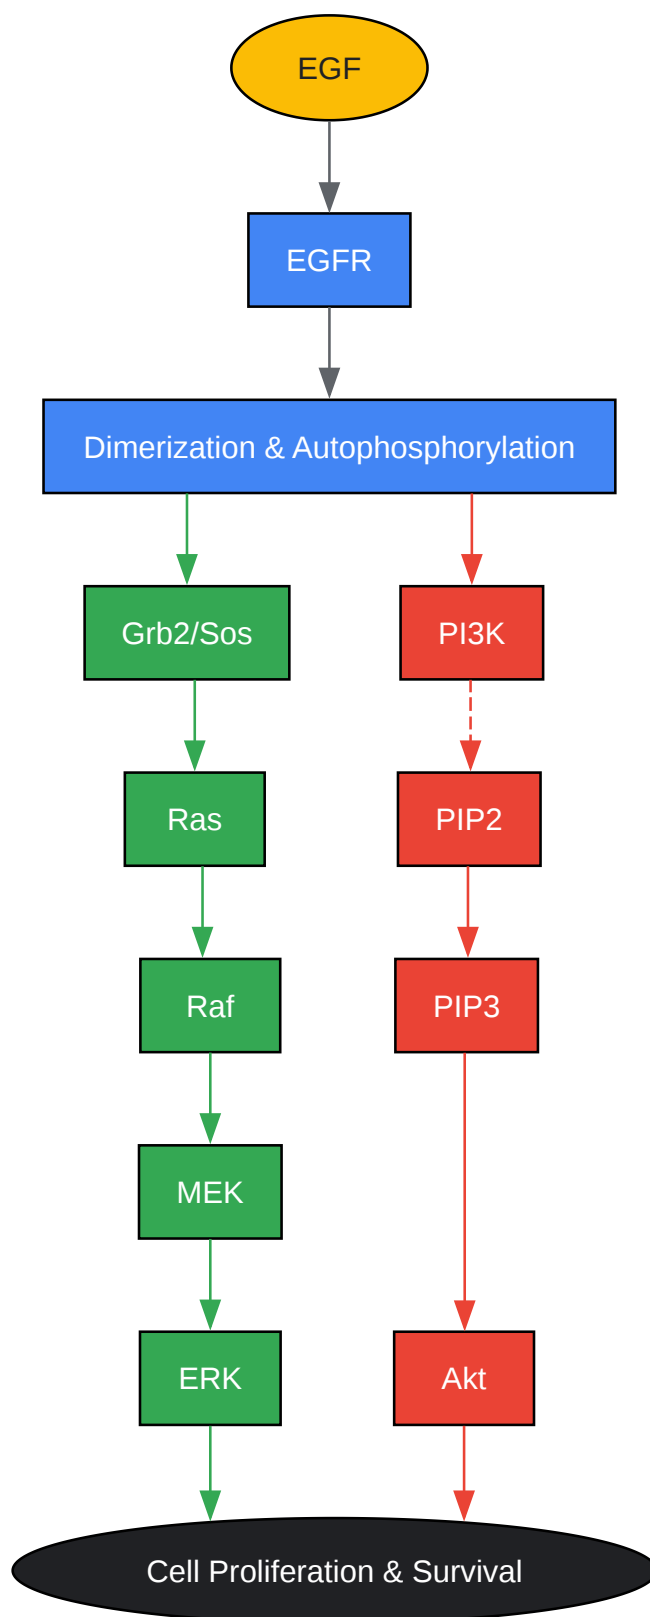 EGF
EGFR
Dimerization & Autophosphorylation
Grb2/Sos
PI3K
Ras
PIP2
Raf
PIP3
MEK
ERK
Akt
Cell Proliferation & Survival